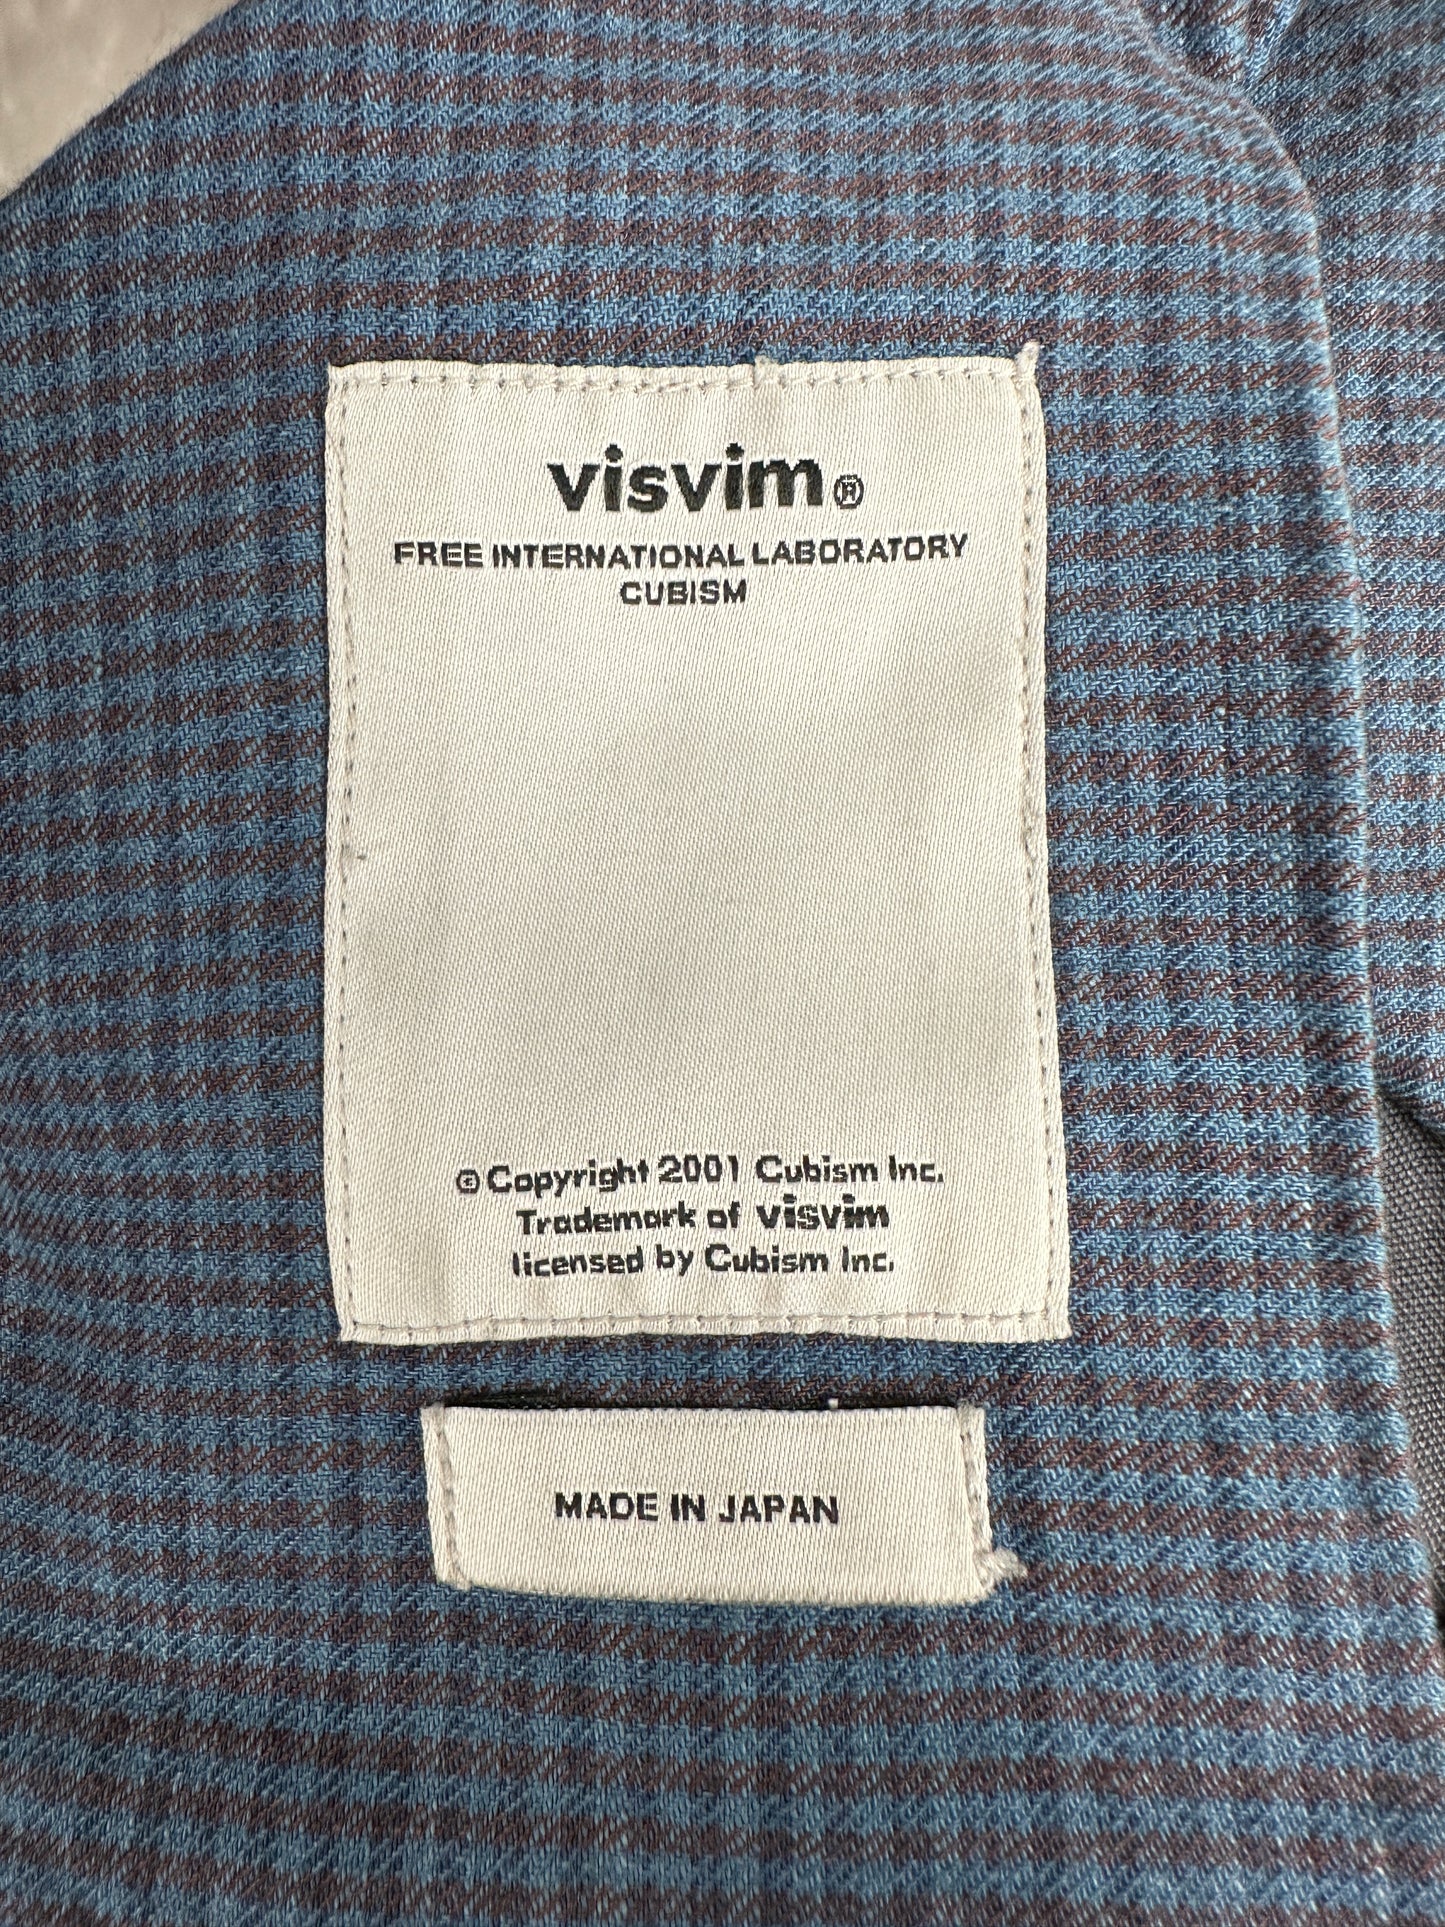 visvim®
FREE INTERNATIONAL LABORATORY
CUBISM
© Copyright 2001 Cubism Inc.
Trademark of visvim
licensed by Cubism Inc.
MADE IN JAPAN